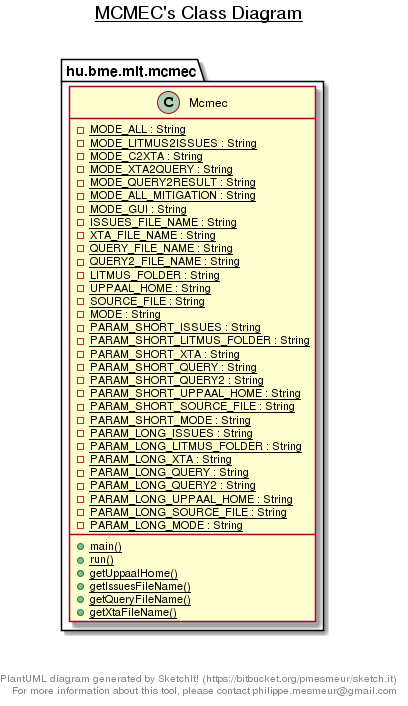 MCMEC's Class Diagram
hu.bme.mit.mcmec
C Mcmec
MODE_ALL : String
MODE_LITMUS2ISSUES : String
MODE_C2XTA : String
MODE_XTA2QUERY : String
MODE_QUERY2RESULT : String
MODE_ALL_MITIGATION : String
MODE_GUI : String
ISSUES_FILE_NAME : String
XTA_FILE_NAME : String
QUERY_FILE_NAME : String
QUERY2_FILE_NAME : String
LITMUS_FOLDER : String
UPPAAL_HOME : String
SOURCE_FILE : String
MODE : String
PARAM_SHORT_ISSUES : String
PARAM_SHORT_LITMUS_FOLDER : String
PARAM_SHORT_XTA : String
PARAM_SHORT_QUERY : String
PARAM_SHORT_QUERY2 : String
PARAM_SHORT_UPPAAL_HOME : String
PARAM_SHORT_SOURCE_FILE : String
PARAM_SHORT_MODE : String
PARAM_LONG_ISSUES : String
PARAM_LONG_LITMUS_FOLDER : String
PARAM_LONG_XTA : String
PARAM_LONG_QUERY : String
PARAM_LONG_QUERY2 : String
PARAM_LONG_UPPAAL_HOME : String
PARAM_LONG_SOURCE_FILE : String
PARAM_LONG_MODE : String
main()
run()
getUppaalHome()
getIssuesFileName()
getQueryFileName()
getXtaFileName()
PlantUML diagram generated by SketchIt! (https://bitbucket.org/pmesmeur/sketch.it)
For more information about this tool, please contact philippe.mesmeur@gmail.com